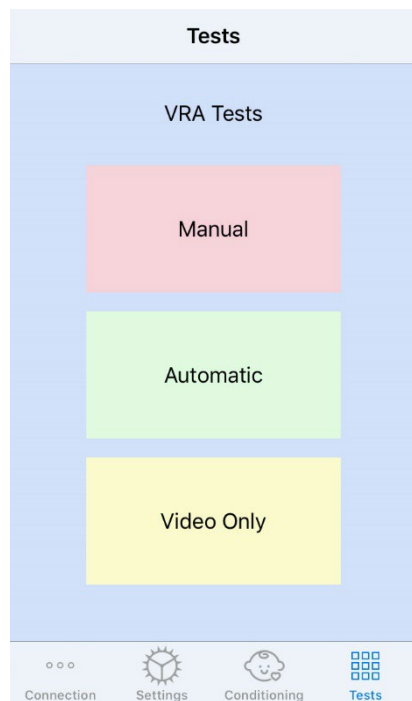 Tests
VRA Tests
Manual
Automatic
Video Only
Connection Settings Conditioning Tests